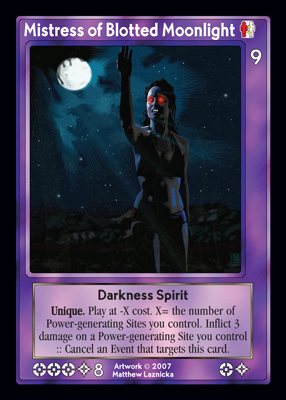 Mistress of Blotted Moonlight
9
Darkness Spirit
Unique. Play at -X cost. X= the number of
Power-generating Sites you control. Inflict 3
damage on a Power-generating Site you control
:: Cancel an Event that targets this card.
8
Artwork © 2007
Matthew Laznicka